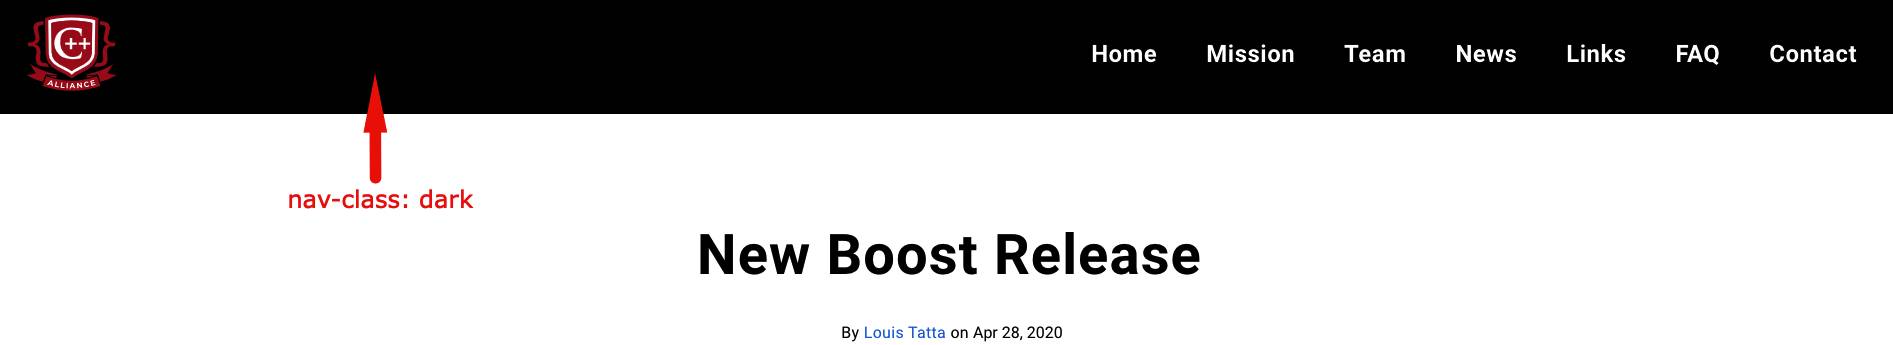 C++
ALLIANCE
Home Mission Team News Links FAQ Contact
nav-class: dark
New Boost Release
By Louis Tatta on Apr 28, 2020